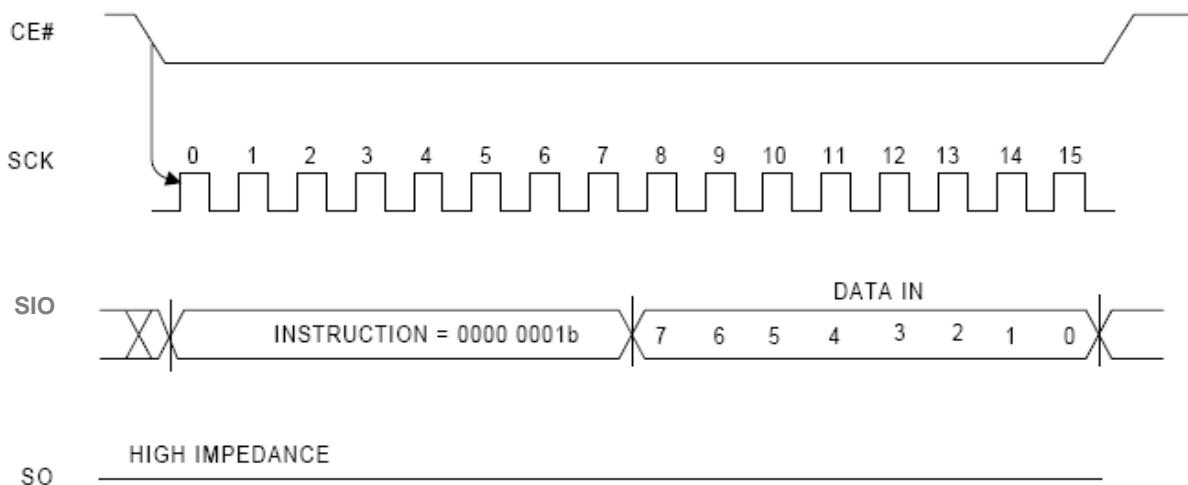 CE#
SCK
0 1 2 3 4 5 6 7 8 9 10 11 12 13 14 15
DATA IN
SIO
INSTRUCTION = 0000 0001b 7 6 5 4 3 2 1 0
HIGH IMPEDANCE
SO